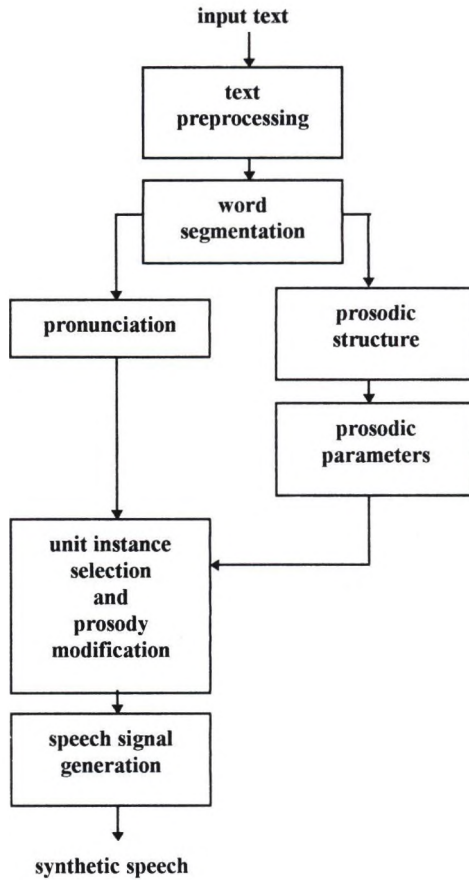 input text
text
preprocessing
word
segmentation
pronunciation
prosodic
structure
prosodic
parameters
unit instance
selection
and
prosody
modification
speech signal
generation
synthetic speech